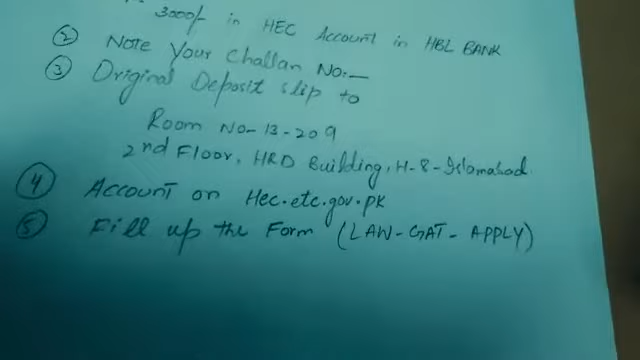 3000/- in HEC Account in HBL BANK
② Note Your Challan No:-
③ Original Deposit slip to
Room No- 13-209
2nd Floor, HRD Building, H-8-Islamabad.
④ Account on Hec.etc.gov.pk
⑤ Fill up the Form (LAW-GAT-APPLY)